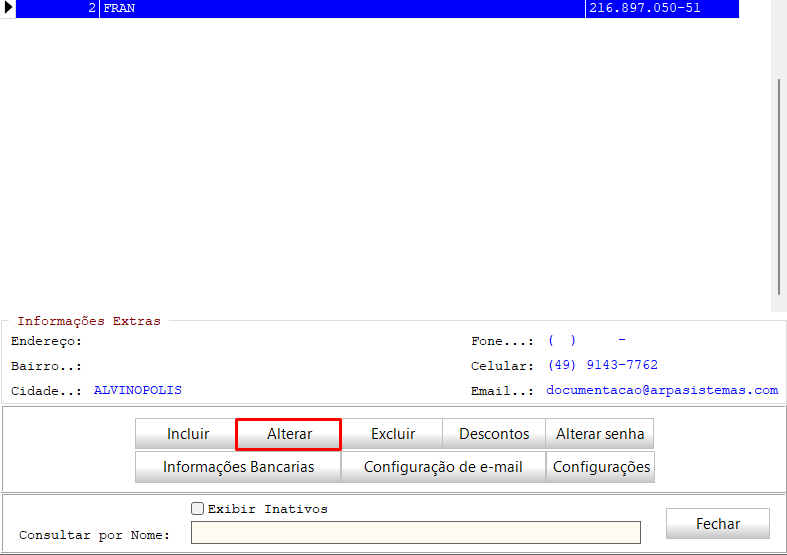 2 FRAN 216.897.050-51
Informações Extras
Endereço: Fone...: ( ) -
Bairro..: Celular: (49) 9143-7762
Cidade..: ALVINOPOLIS Email..: documentacao@arpasistemas.com
Incluir Alterar Excluir Descontos Alterar senha
Informações Bancarias Configuração de e-mail Configurações
Exibir Inativos
Consultar por Nome: Fechar